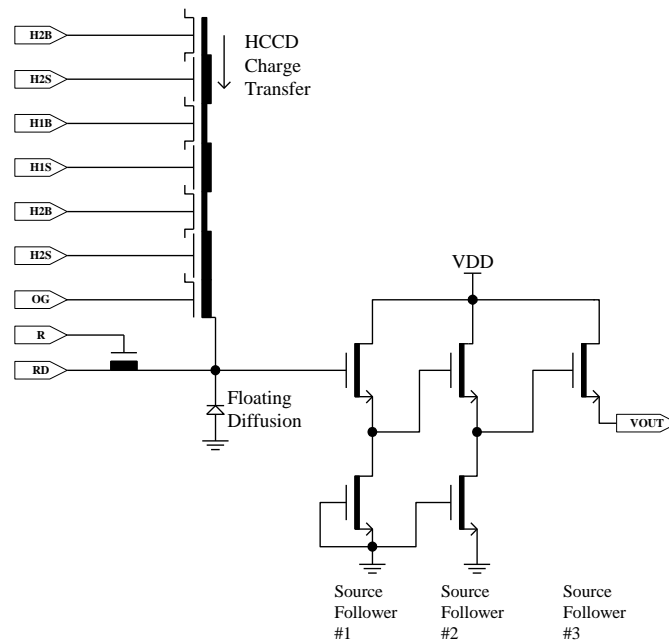 H2B
HCCD
Charge
Transfer
H2S
H1B
H1S
H2B
H2S
OG
R
RD
VDD
Floating
Diffusion
VOUT
Source
Follower
#1
Source
Follower
#2
Source
Follower
#3